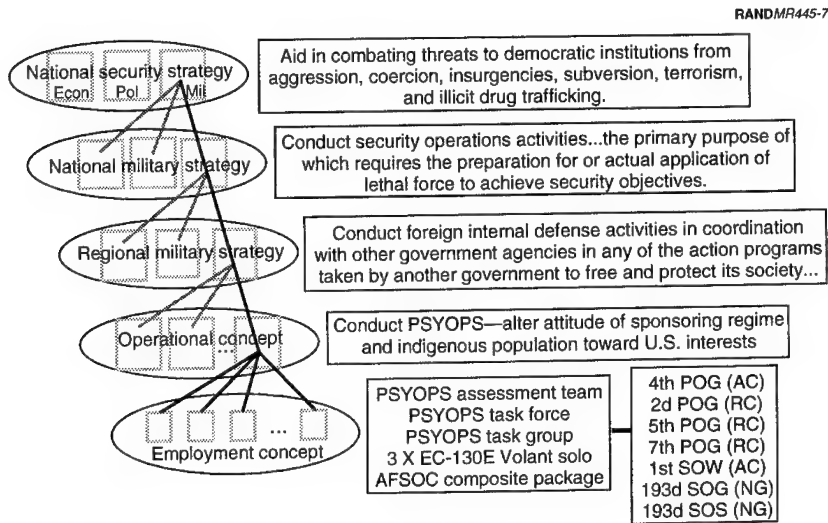 RANDMR445-7
National security strategy
Econ Pol Mil
Aid in combating threats to democratic institutions from
aggression, coercion, insurgencies, subversion, terrorism,
and illicit drug trafficking.
National military strategy
Conduct security operations activities...the primary purpose of
which requires the preparation for or actual application of
lethal force to achieve security objectives.
Regional military strategy
Conduct foreign internal defense activities in coordination
with other government agencies in any of the action programs
taken by another government to free and protect its society...
Operational concept
...
Conduct PSYOPS—alter attitude of sponsoring regime
and indigenous population toward U.S. interests
...
Employment concept
PSYOPS assessment team
PSYOPS task force
PSYOPS task group
3 X EC-130E Volant solo
AFSOC composite package
4th POG (AC)
2d POG (RC)
5th POG (RC)
7th POG (RC)
1st SOW (AC)
193d SOG (NG)
193d SOS (NG)